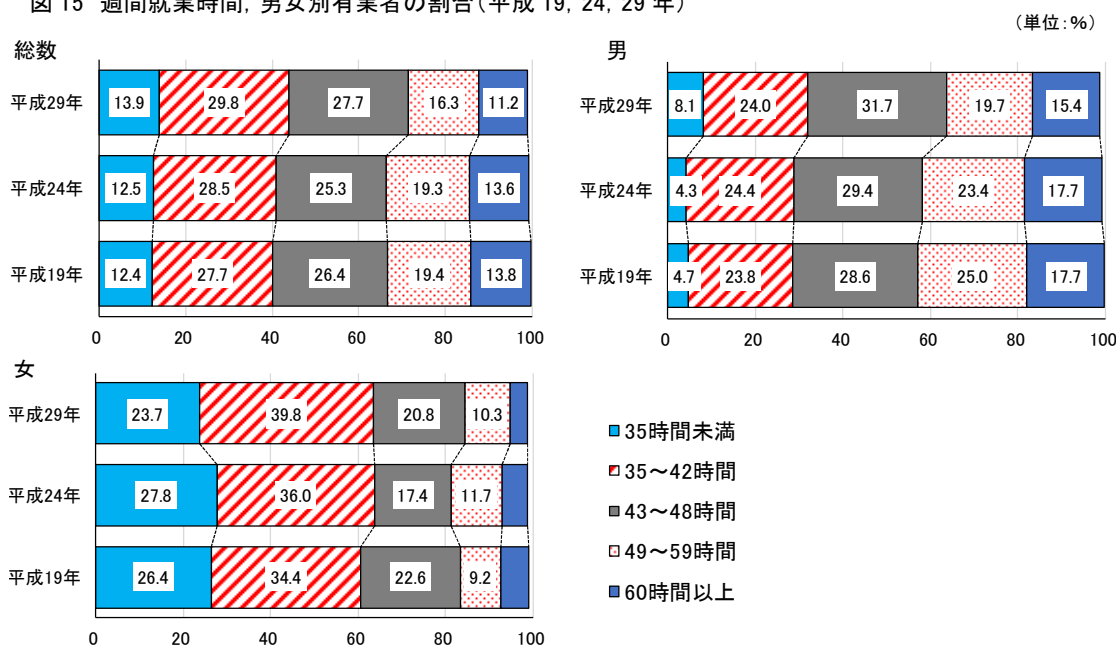 図 15 週間就業時間, 男女別有業者の割合(平成 19, 24, 29 年)
(単位:%)
総数
平成29年 13.9 29.8 27.7 16.3 11.2
平成24年 12.5 28.5 25.3 19.3 13.6
平成19年 12.4 27.7 26.4 19.4 13.8
0 20 40 60 80 100
男
平成29年 8.1 24.0 31.7 19.7 15.4
平成24年 4.3 24.4 29.4 23.4 17.7
平成19年 4.7 23.8 28.6 25.0 17.7
0 20 40 60 80 100
女
平成29年 23.7 39.8 20.8 10.3
平成24年 27.8 36.0 17.4 11.7
平成19年 26.4 34.4 22.6 9.2
0 20 40 60 80 100
35時間未満
35～42時間
43～48時間
49～59時間
60時間以上